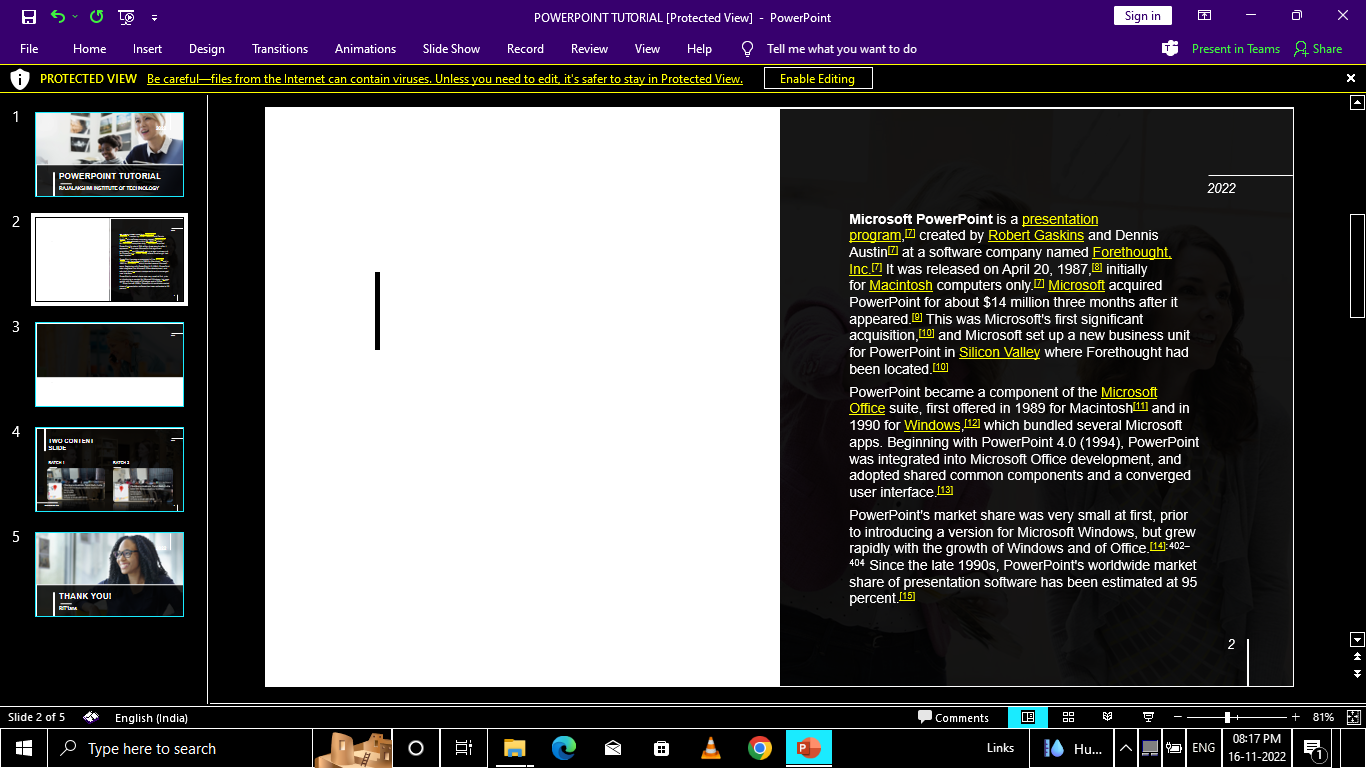 POWERPOINT TUTORIAL [Protected View] - PowerPoint
Sign in
File Home Insert Design Transitions Animations Slide Show Record Review View Help Tell me what you want to do Present in Teams Share
PROTECTED VIEW Be careful—files from the Internet can contain viruses. Unless you need to edit, it's safer to stay in Protected View. Enable Editing
1
POWERPOINT TUTORIAL
RAJALAKSHMI INSTITUTE OF TECHNOLOGY
2
3
4
TWO CONTENT
SLIDE
BATCH 1 BATCH 2
5
THANK YOU!
2022
Microsoft PowerPoint is a presentation
program,[7] created by Robert Gaskins and Dennis
Austin[7] at a software company named Forethought,
Inc.[7] It was released on April 20, 1987,[8] initially
for Macintosh computers only.[7] Microsoft acquired
PowerPoint for about $14 million three months after it
appeared.[9] This was Microsoft's first significant
acquisition,[10] and Microsoft set up a new business unit
for PowerPoint in Silicon Valley where Forethought had
been located.[10]
PowerPoint became a component of the Microsoft
Office suite, first offered in 1989 for Macintosh[11] and in
1990 for Windows,[12] which bundled several Microsoft
apps. Beginning with PowerPoint 4.0 (1994), PowerPoint
was integrated into Microsoft Office development, and
adopted shared common components and a converged
user interface.[13]
PowerPoint's market share was very small at first, prior
to introducing a version for Microsoft Windows, but grew
rapidly with the growth of Windows and of Office.[14]:402–
404 Since the late 1990s, PowerPoint's worldwide market
share of presentation software has been estimated at 95
percent.[15]
2
Slide 2 of 5 English (India) Comments 81%
Type here to search Links Hu... ENG 08:17 PM
16-11-2022 1